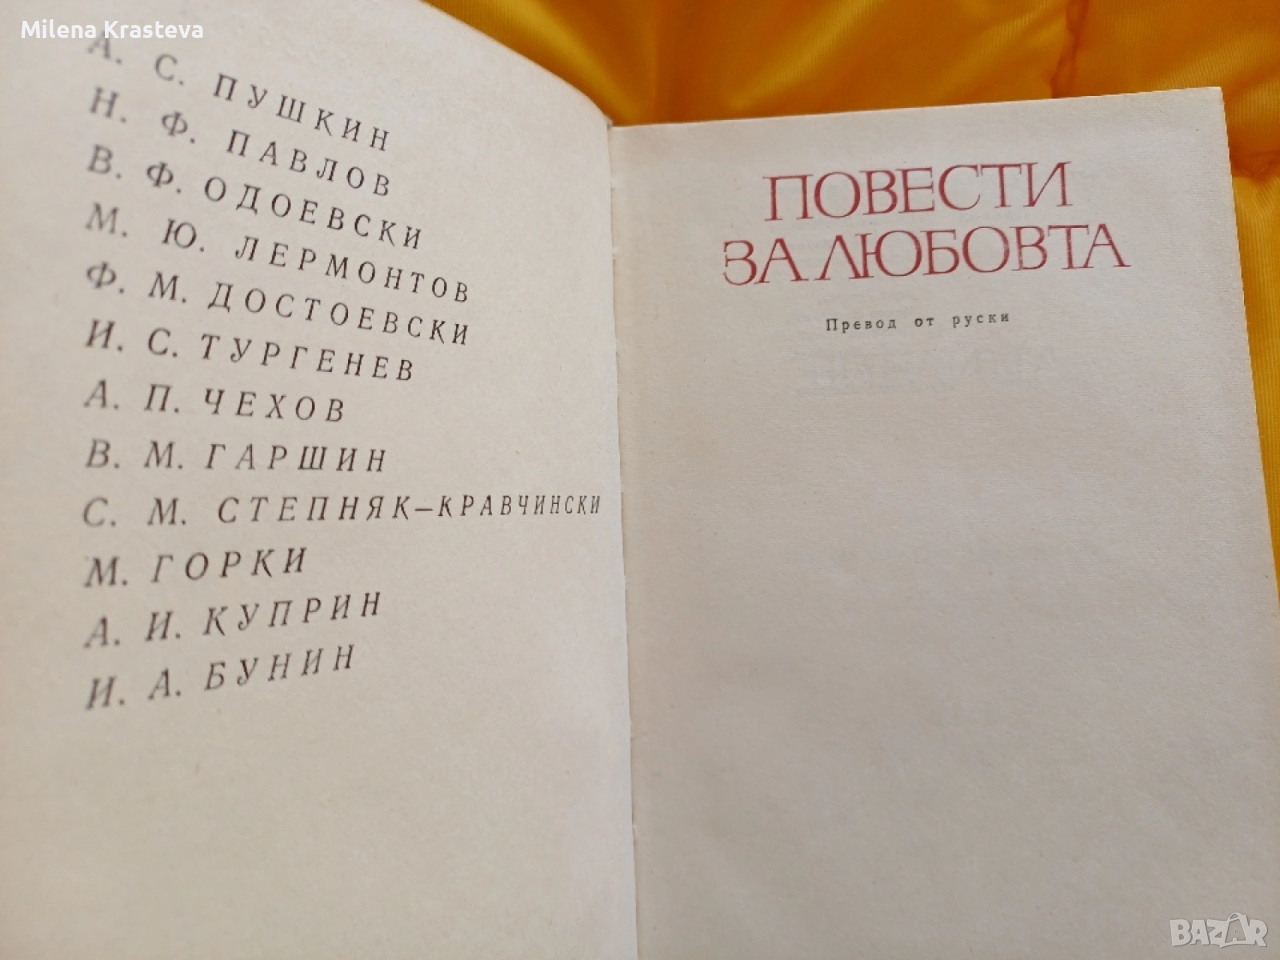 Milena Krasteva
А. С. ПУШКИН
Н. Ф. ПАВЛОВ
В. Ф. ОДОЕВСКИ
М. Ю. ЛЕРМОНТОВ
Ф. М. ДОСТОЕВСКИ
И. С. ТУРГЕНЕВ
А. П. ЧЕХОВ
В. М. ГАРШИН
С. М. СТЕПНЯК–КРАВЧИНСКИ
М. ГОРКИ
А. И. КУПРИН
И. А. БУНИН
ПОВЕСТИ
ЗА ЛЮБОВТА
Превод от руски
BAZAR